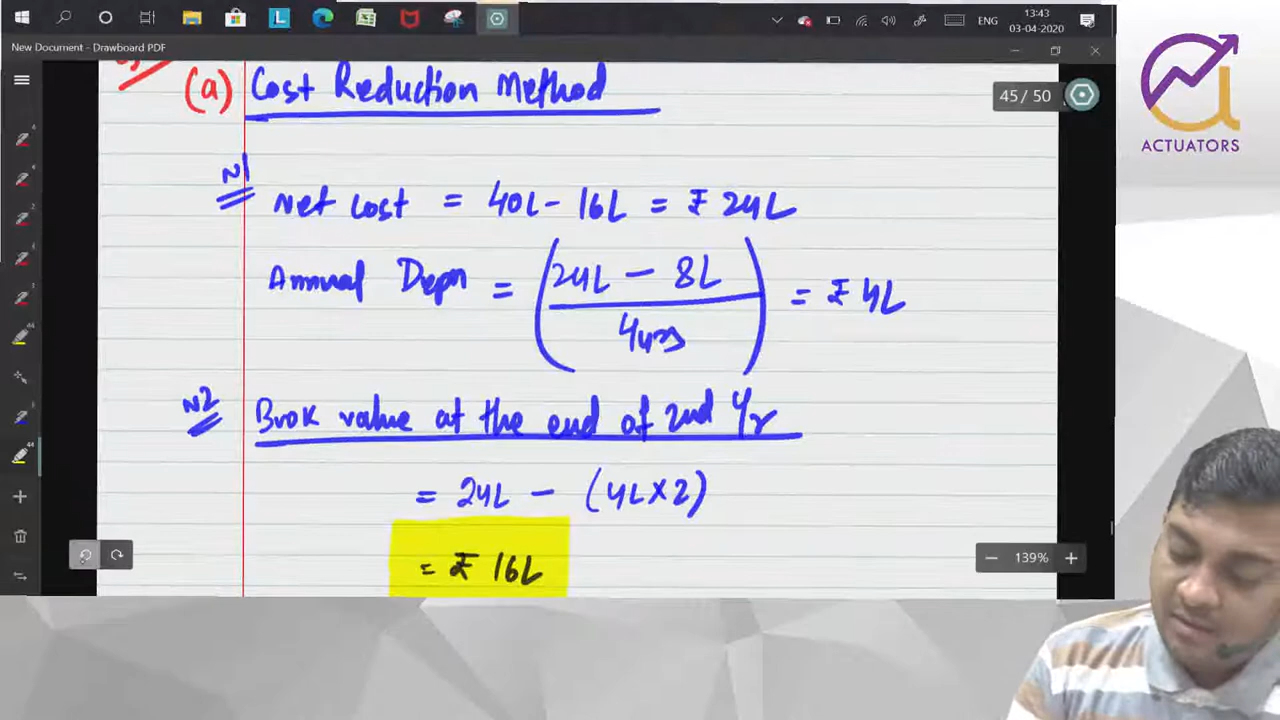 13:43
ENG
03-04-2020
New Document - Drawboard PDF
45 / 50
ACTUATORS
(a) Cost Reduction Method
N1
Net Cost = 40L - 16L = ₹ 24L
Annual Depn = (24L - 8L / 4yrs) = ₹ 4L
N2 Book value at the end of 2nd Yr
= 24L - (4L×2)
= ₹ 16L
139%